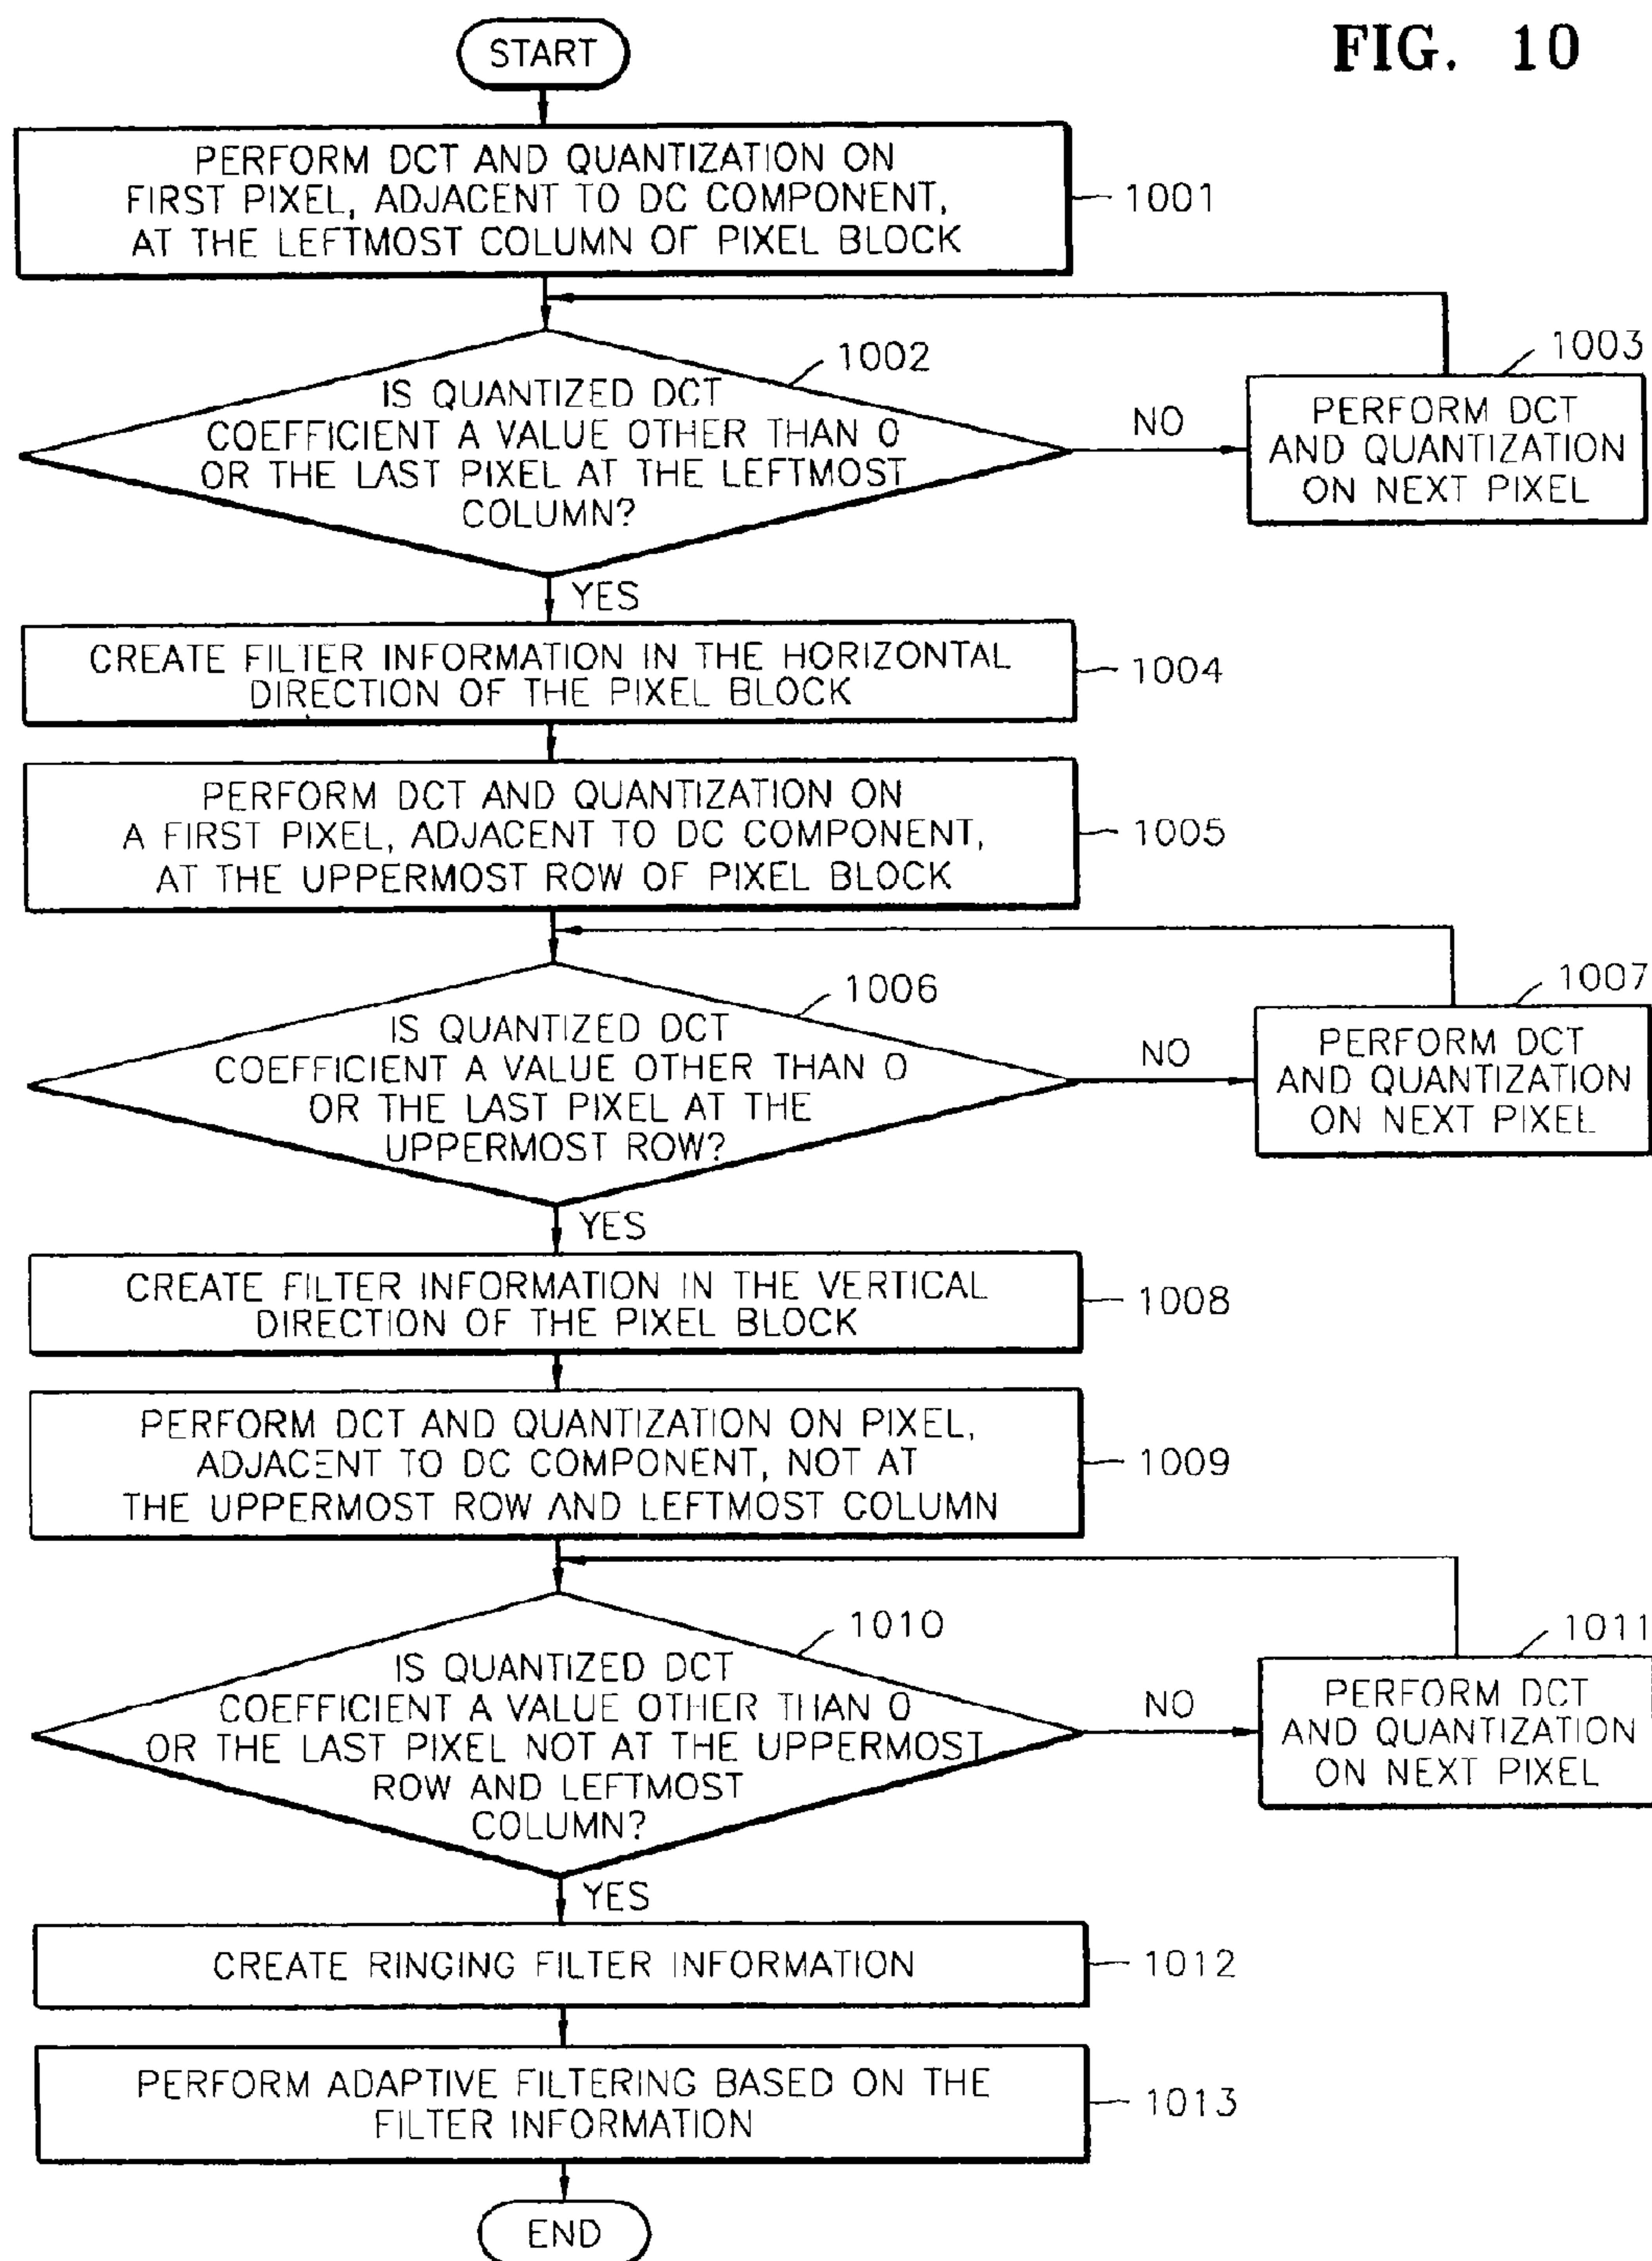 FIG. 10
START
PERFORM DCT AND QUANTIZATION ON
FIRST PIXEL, ADJACENT TO DC COMPONENT,
AT THE LEFTMOST COLUMN OF PIXEL BLOCK
1001
1002
IS QUANTIZED DCT
COEFFICIENT A VALUE OTHER THAN 0
OR THE LAST PIXEL AT THE LEFTMOST
COLUMN?
NO
1003
PERFORM DCT
AND QUANTIZATION
ON NEXT PIXEL
YES
CREATE FILTER INFORMATION IN THE HORIZONTAL
DIRECTION OF THE PIXEL BLOCK
1004
PERFORM DCT AND QUANTIZATION ON
A FIRST PIXEL, ADJACENT TO DC COMPONENT,
AT THE UPPERMOST ROW OF PIXEL BLOCK
1005
1006
IS QUANTIZED DCT
COEFFICIENT A VALUE OTHER THAN 0
OR THE LAST PIXEL AT THE
UPPERMOST ROW?
NO
1007
PERFORM DCT
AND QUANTIZATION
ON NEXT PIXEL
YES
CREATE FILTER INFORMATION IN THE VERTICAL
DIRECTION OF THE PIXEL BLOCK
1008
PERFORM DCT AND QUANTIZATION ON PIXEL,
ADJACENT TO DC COMPONENT, NOT AT
THE UPPERMOST ROW AND LEFTMOST COLUMN
1009
1010
IS QUANTIZED DCT
COEFFICIENT A VALUE OTHER THAN 0
OR THE LAST PIXEL NOT AT THE UPPERMOST
ROW AND LEFTMOST
COLUMN?
NO
1011
PERFORM DCT
AND QUANTIZATION
ON NEXT PIXEL
YES
CREATE RINGING FILTER INFORMATION
1012
PERFORM ADAPTIVE FILTERING BASED ON THE
FILTER INFORMATION
1013
END